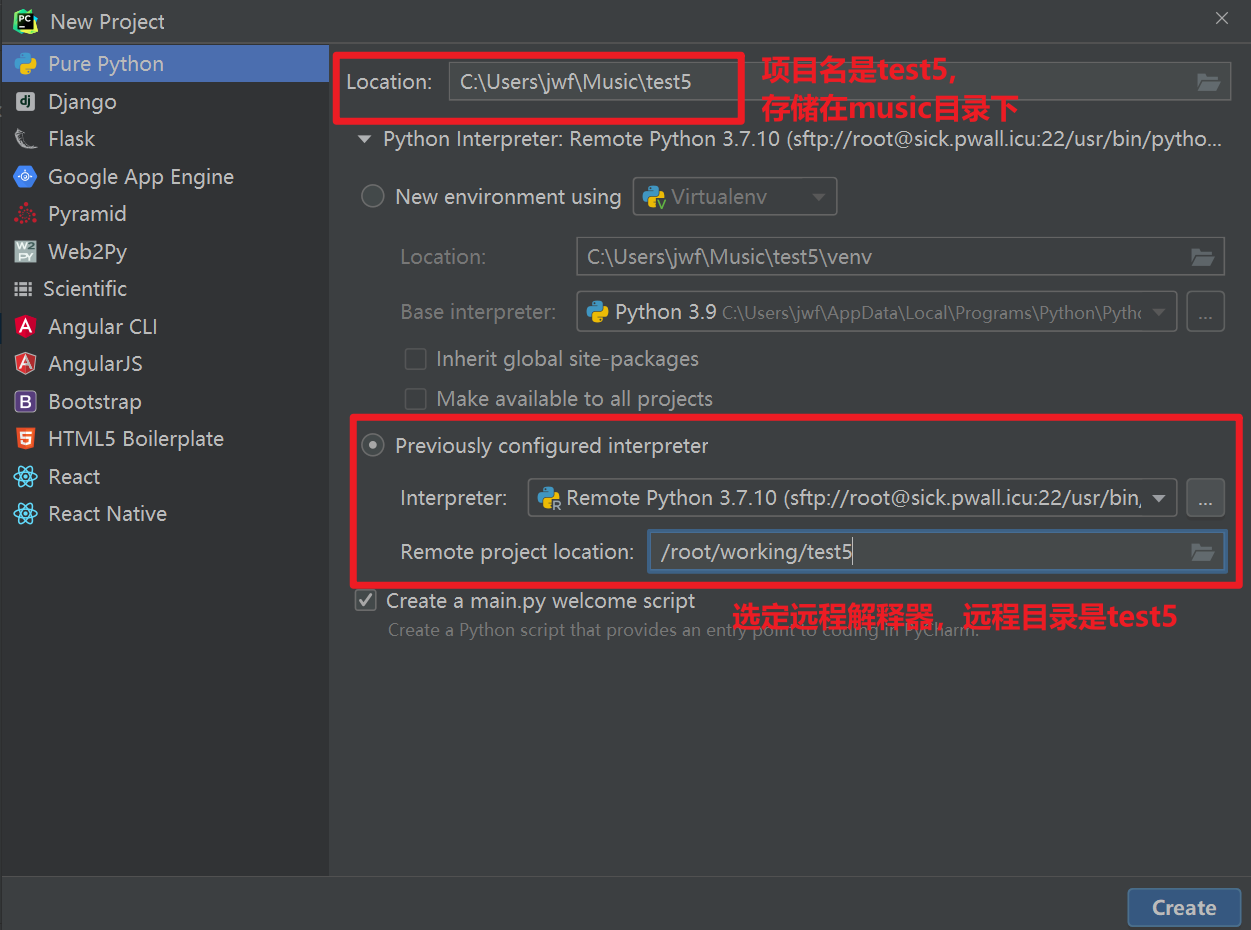 New Project
Pure Python
Django
Flask
Google App Engine
Pyramid
Web2Py
Scientific
Angular CLI
AngularJS
Bootstrap
HTML5 Boilerplate
React
React Native
Location: C:\Users\jwf\Music\test5
项目名是test5,
存储在music目录下
Python Interpreter: Remote Python 3.7.10 (sftp://root@sick.pwall.icu:22/usr/bin/pytho...
New environment using Virtualenv
Location: C:\Users\jwf\Music\test5\venv
Base interpreter: Python 3.9 C:\Users\jwf\AppData\Local\Programs\Python\Pytho ...
Inherit global site-packages
Make available to all projects
Previously configured interpreter
Interpreter: Remote Python 3.7.10 (sftp://root@sick.pwall.icu:22/usr/bin, ...
Remote project location: /root/working/test5
Create a main.py welcome script
Create a Python script that provides an entry point to coding in PyCharm.
选定远程解释器，远程目录是test5
Create